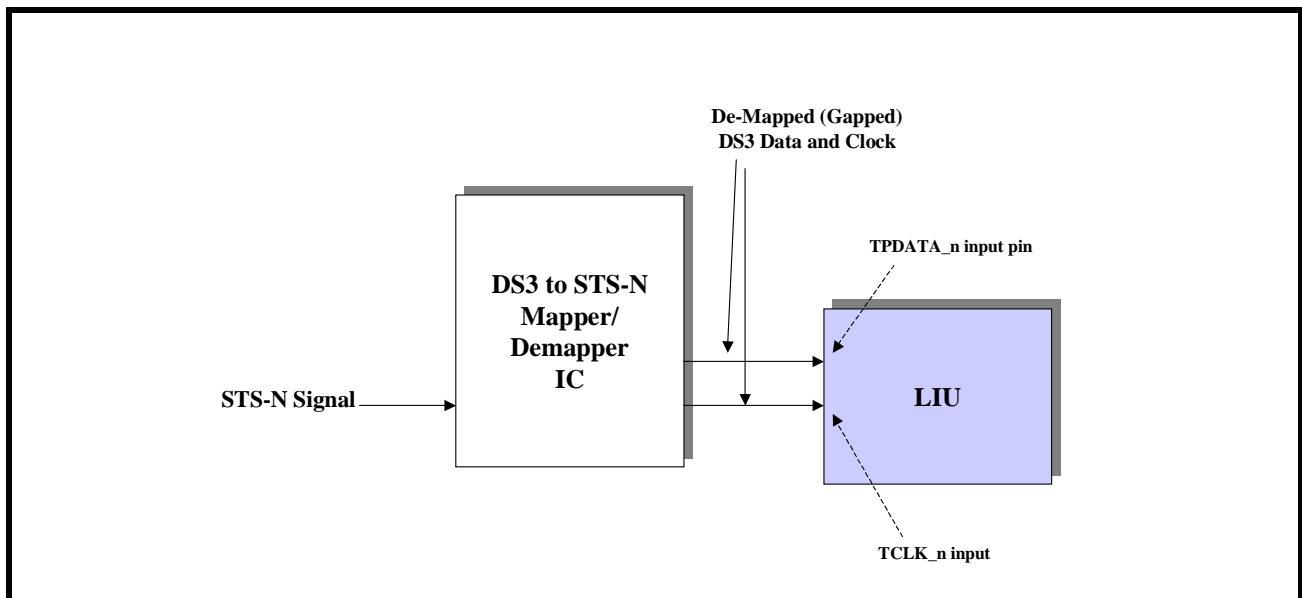 De-Mapped (Gapped)
DS3 Data and Clock
TPDATA_n input pin
DS3 to STS-N
Mapper/
Demapper
IC
STS-N Signal
LIU
TCLK_n input